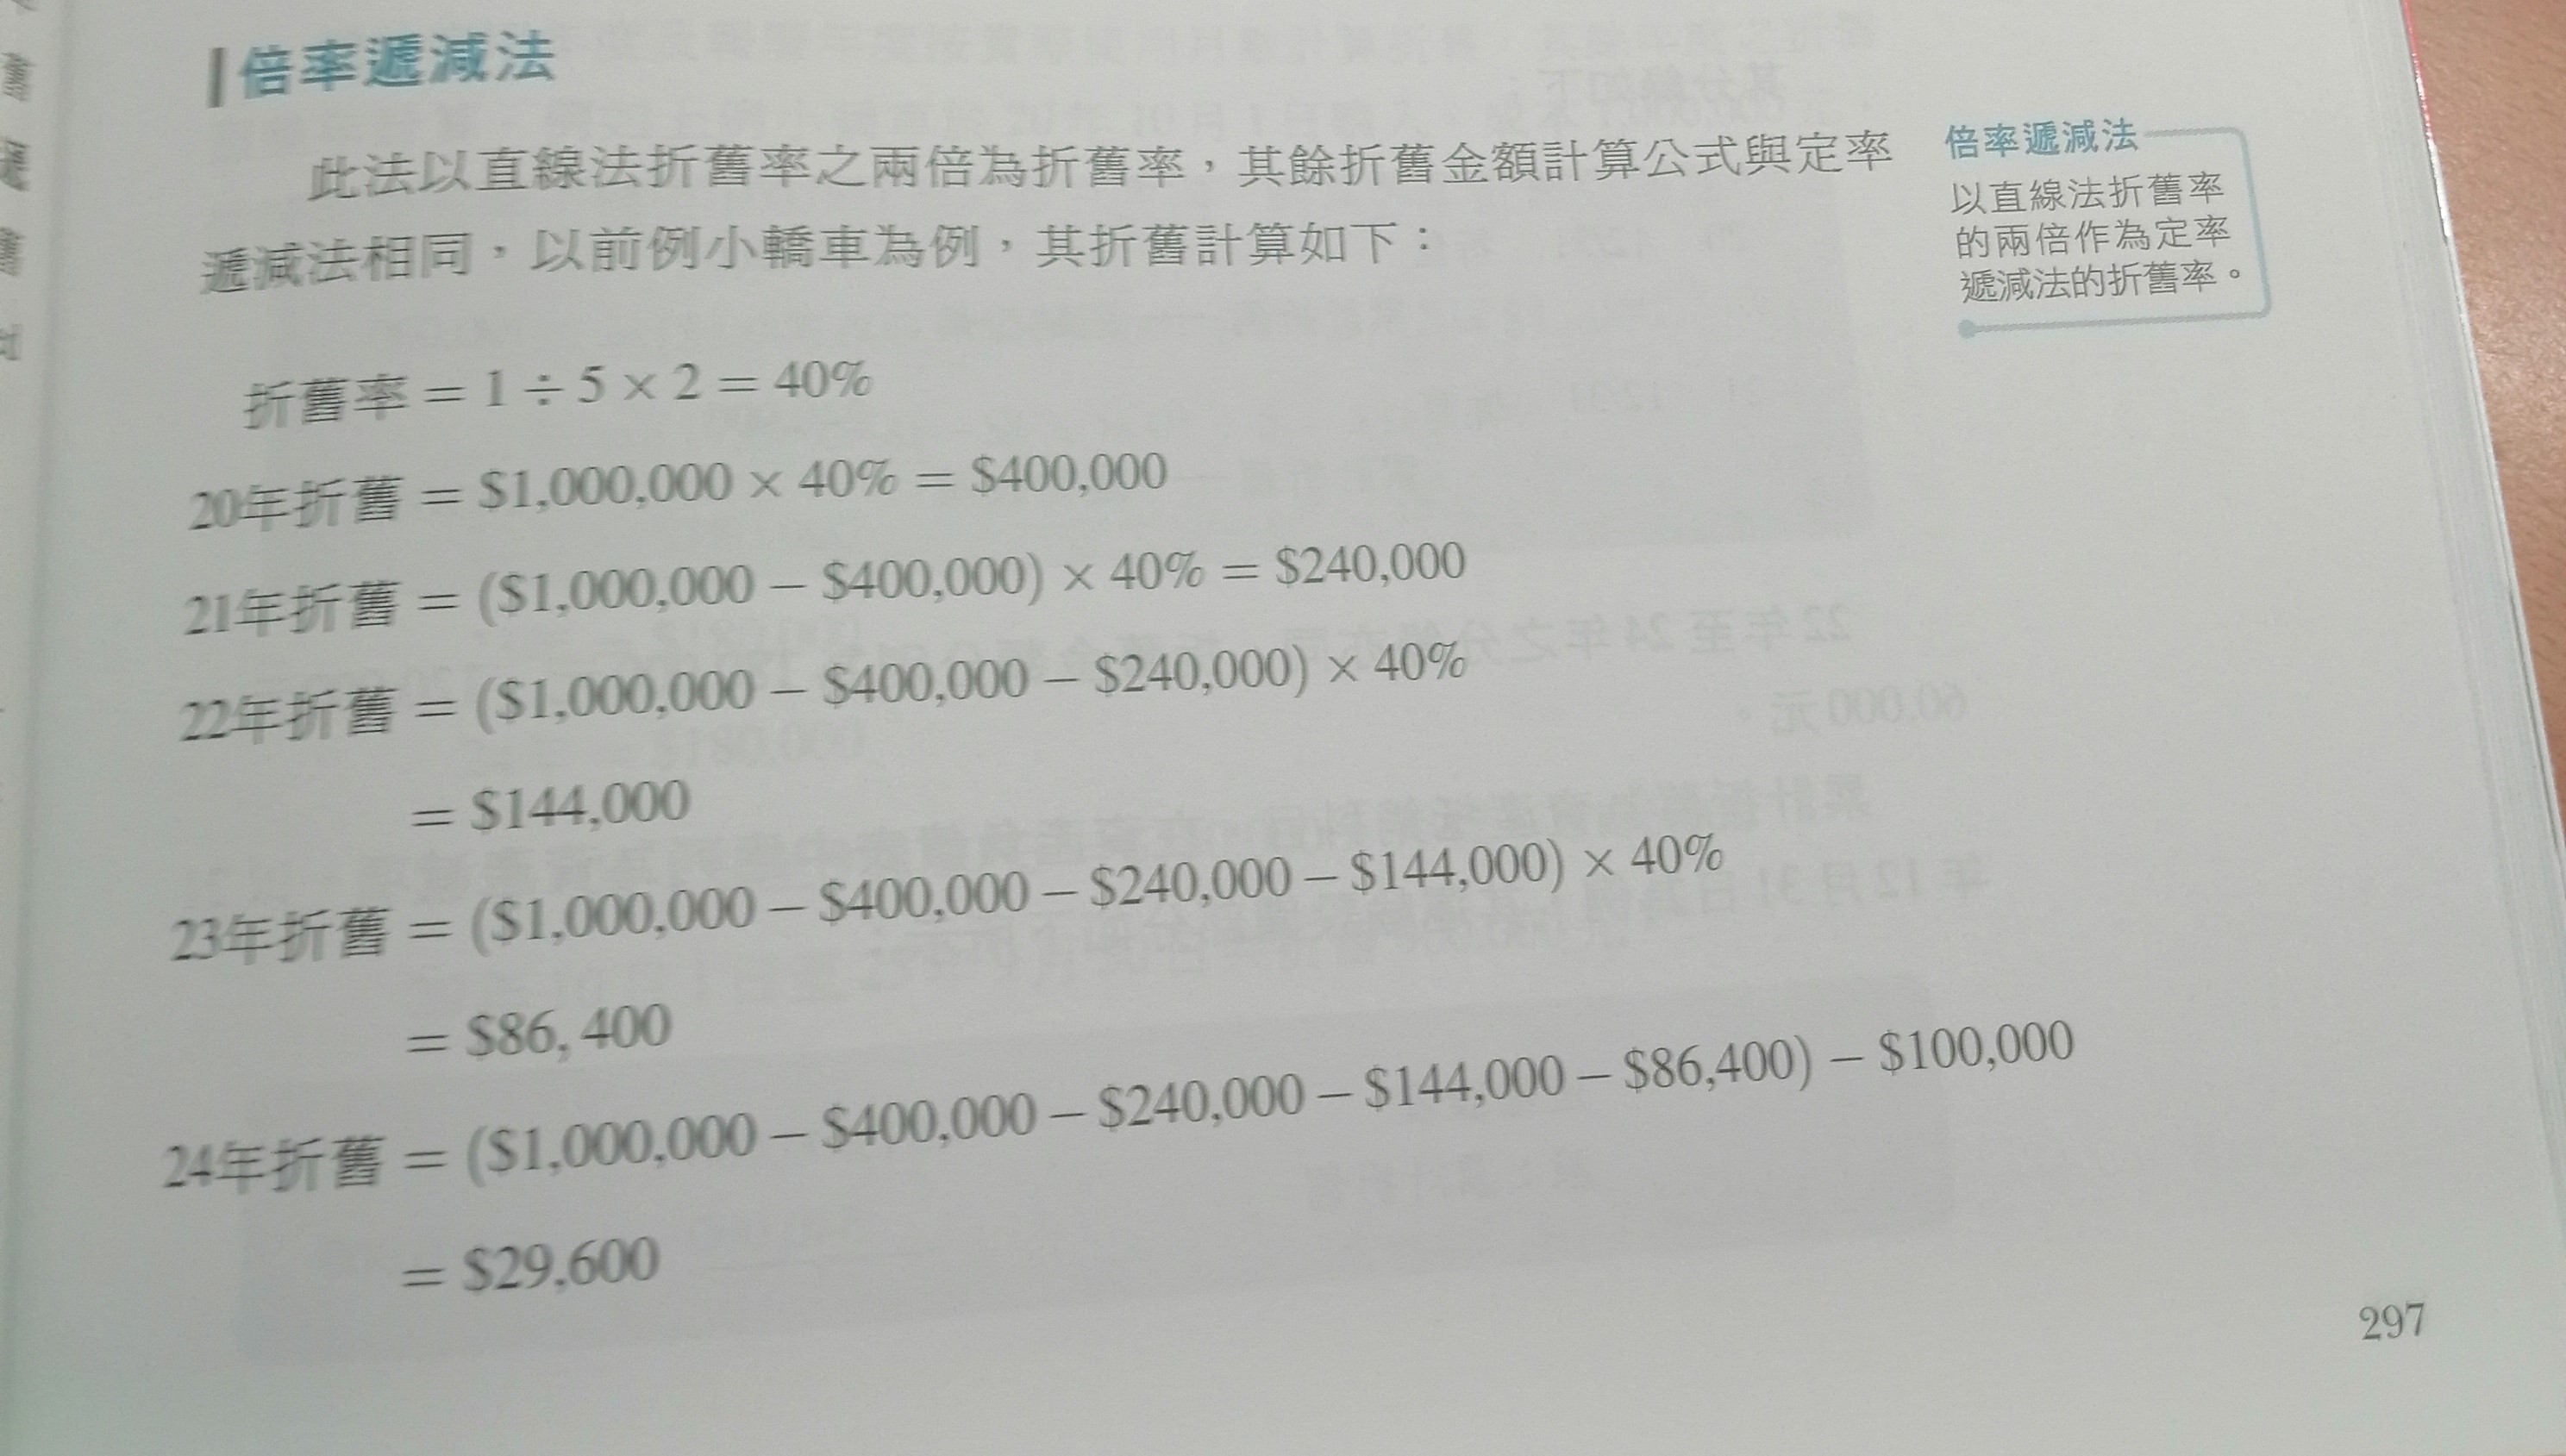 倍率遞減法
此法以直線法折舊率之兩倍為折舊率，其餘折舊金額計算公式與定率
遞減法相同，以前例小轎車為例，其折舊計算如下：
倍率遞減法
以直線法折舊率
的兩倍作為定率
遞減法的折舊率。
折舊率 = 1 ÷ 5 × 2 = 40%
20年折舊 = $1,000,000 × 40% = $400,000
21年折舊 = ($1,000,000 – $400,000) × 40% = $240,000
22年折舊 = ($1,000,000 – $400,000 – $240,000) × 40%
= $144,000
23年折舊 = ($1,000,000 – $400,000 – $240,000 – $144,000) × 40%
= $86, 400
24年折舊 = ($1,000,000 – $400,000 – $240,000 – $144,000 – $86,400) – $100,000
= $29,600
297